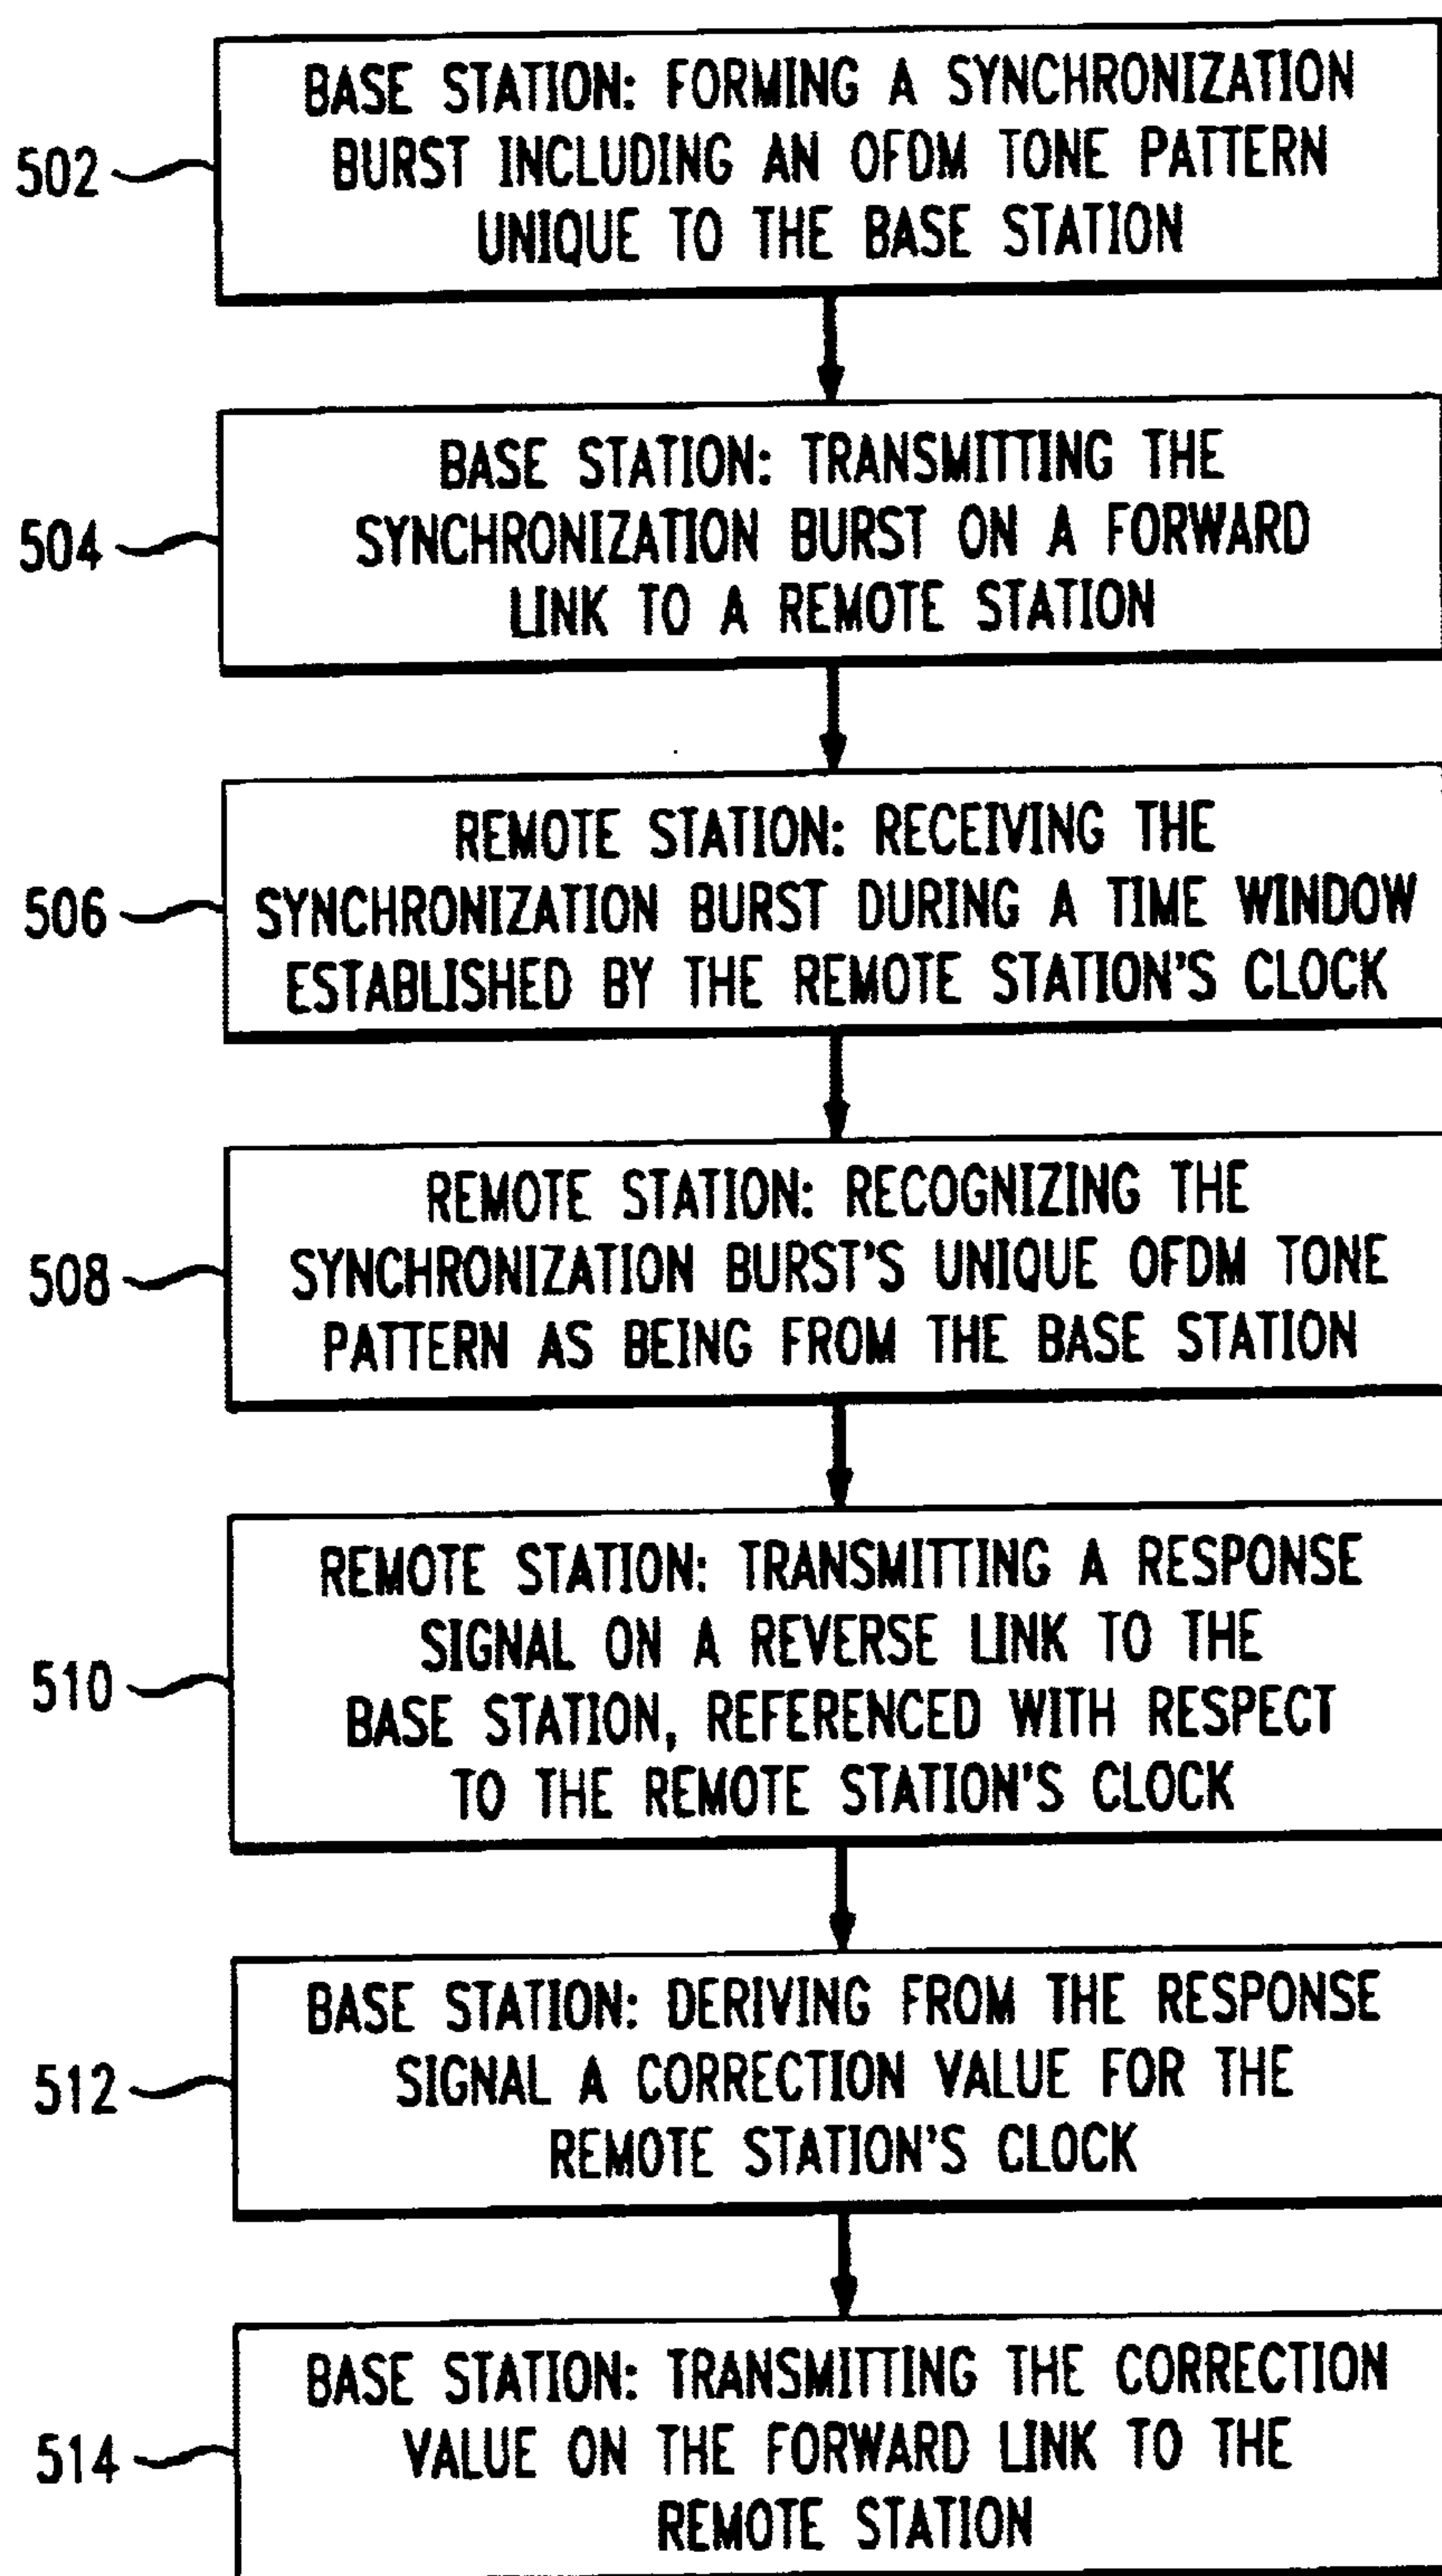 BASE STATION: FORMING A SYNCHRONIZATION
BURST INCLUDING AN OFDM TONE PATTERN
UNIQUE TO THE BASE STATION
502
BASE STATION: TRANSMITTING THE
SYNCHRONIZATION BURST ON A FORWARD
LINK TO A REMOTE STATION
504
REMOTE STATION: RECEIVING THE
SYNCHRONIZATION BURST DURING A TIME WINDOW
ESTABLISHED BY THE REMOTE STATION'S CLOCK
506
REMOTE STATION: RECOGNIZING THE
SYNCHRONIZATION BURST'S UNIQUE OFDM TONE
PATTERN AS BEING FROM THE BASE STATION
508
REMOTE STATION: TRANSMITTING A RESPONSE
SIGNAL ON A REVERSE LINK TO THE
BASE STATION, REFERENCED WITH RESPECT
TO THE REMOTE STATION'S CLOCK
510
BASE STATION: DERIVING FROM THE RESPONSE
SIGNAL A CORRECTION VALUE FOR THE
REMOTE STATION'S CLOCK
512
BASE STATION: TRANSMITTING THE CORRECTION
VALUE ON THE FORWARD LINK TO THE
REMOTE STATION
514